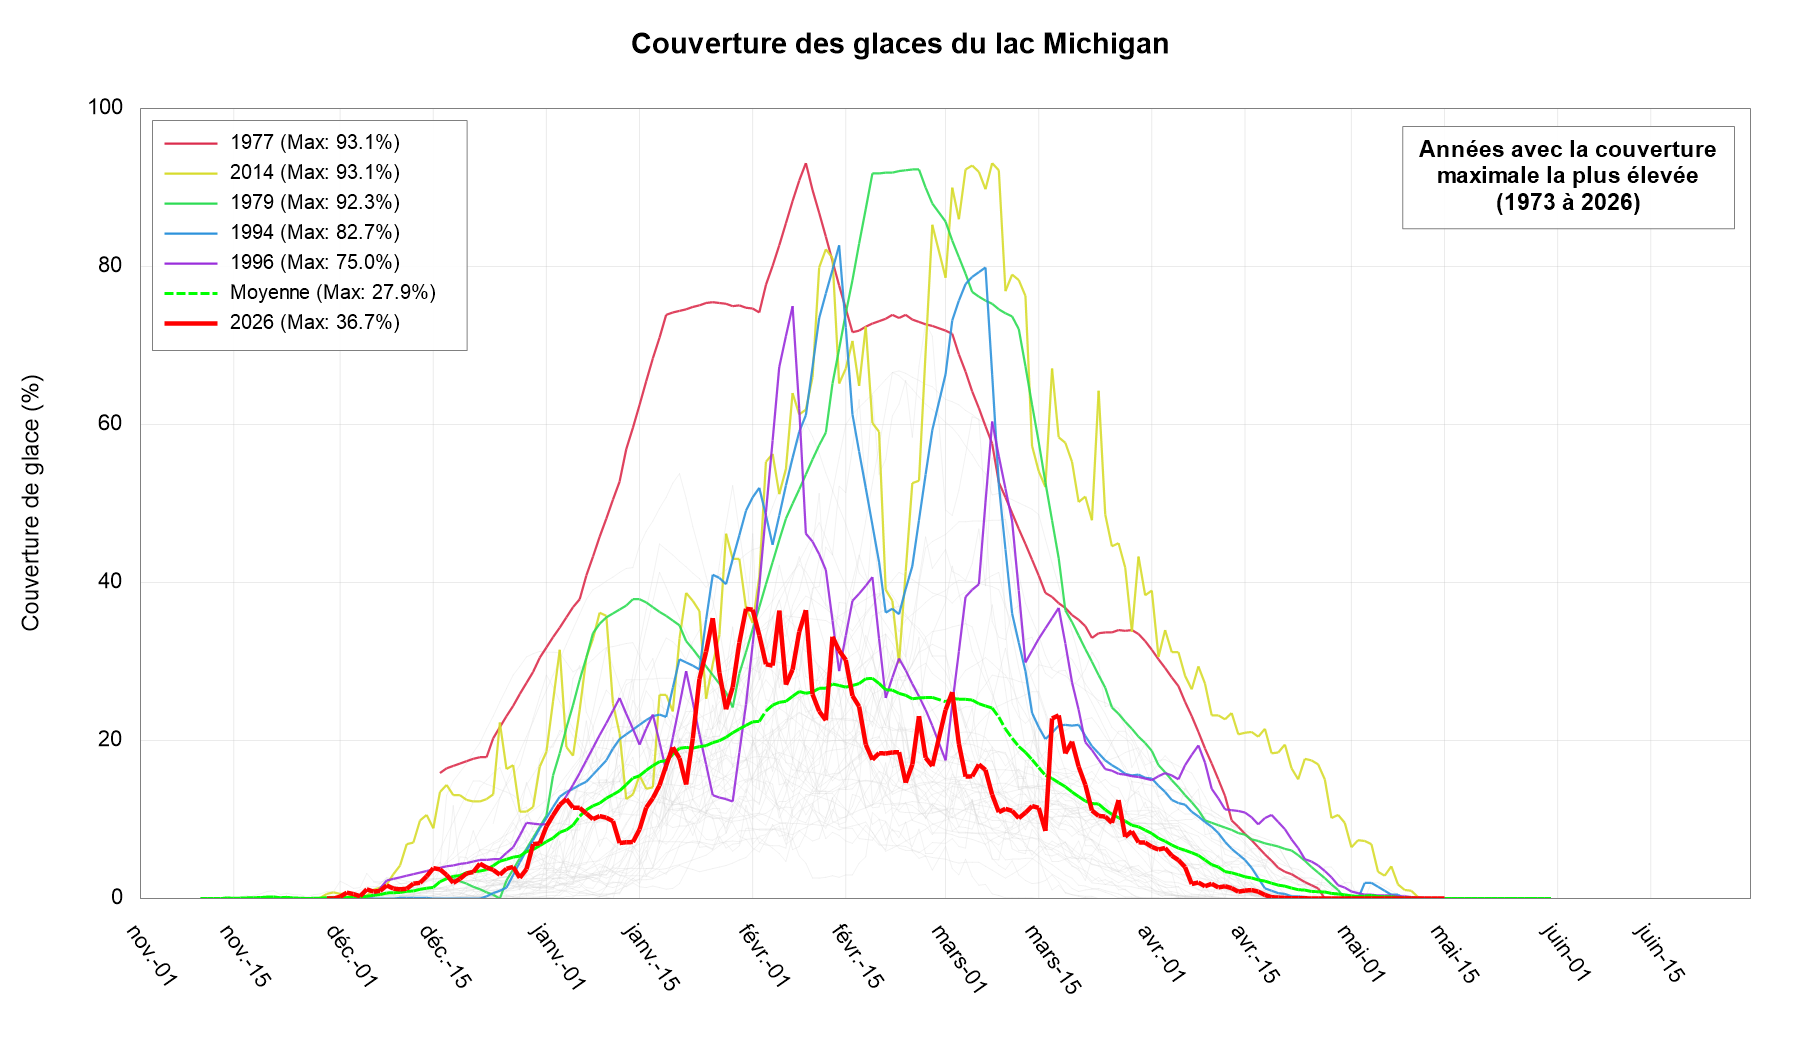 Couverture des glaces du lac Michigan
100
80
60
40
20
0
Couverture de glace (%)
1977 (Max: 93.1%)
2014 (Max: 93.1%)
1979 (Max: 92.3%)
1994 (Max: 82.7%)
1996 (Max: 75.0%)
Moyenne (Max: 27.9%)
2026 (Max: 36.7%)
Années avec la couverture
maximale la plus élevée
(1973 à 2026)
nov.-01
nov.-15
déc.-01
déc.-15
janv.-01
janv.-15
févr.-01
févr.-15
mars-01
mars-15
avr.-01
avr.-15
mai-01
mai-15
juin-01
juin-15